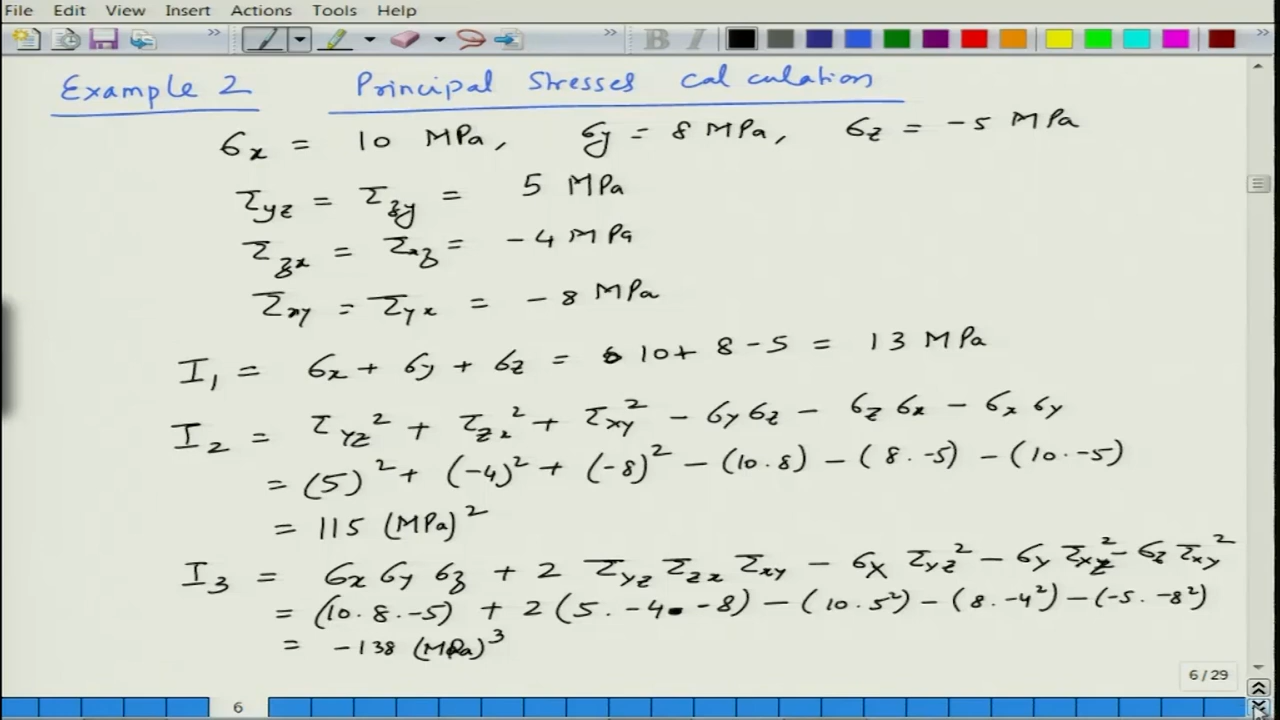 File Edit View Insert Actions Tools Help
Example 2 Principal Stresses calculation
σx = 10 MPa, σy = 8 MPa, σz = -5 MPa
τyz = τzy = 5 MPa
τzx = τxz = -4 MPa
τxy = τyx = -8 MPa
I₁ = σx + σy + σz = 10 + 8 - 5 = 13 MPa
I₂ = τyz² + τzx² + τxy² - σyσz - σzσx - σxσy
= (5)² + (-4)² + (-8)² - (10.8) - (8.-5) - (10.-5)
= 115 (MPa)²
I₃ = σxσyσz + 2 τyz τzx τxy - σx τyz² - σy τxz² - σz τxy²
= (10.8.-5) + 2(5.-4.-8) - (10.5²) - (8.-4²) - (-5.-8²)
= -138 (MPa)³
6 / 29
6